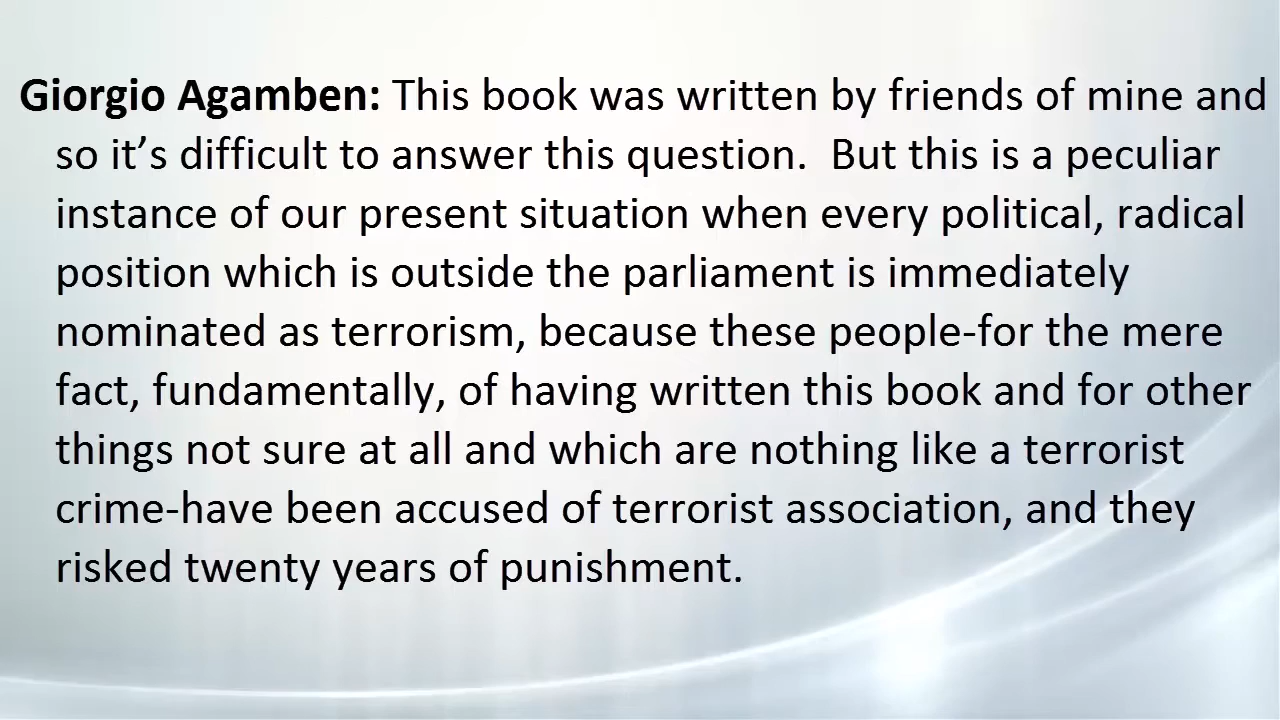 Giorgio Agamben: This book was written by friends of mine and
so it’s difficult to answer this question.  But this is a peculiar
instance of our present situation when every political, radical
position which is outside the parliament is immediately
nominated as terrorism, because these people-for the mere
fact, fundamentally, of having written this book and for other
things not sure at all and which are nothing like a terrorist
crime-have been accused of terrorist association, and they
risked twenty years of punishment.